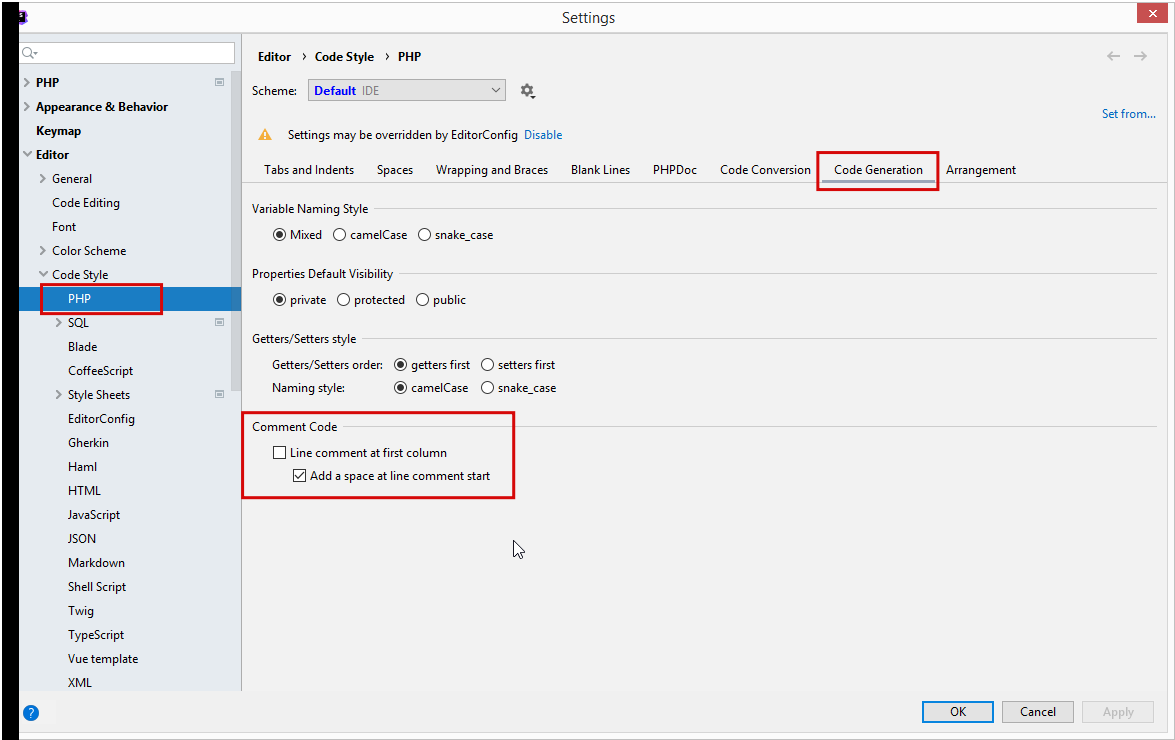 Settings
PHP
Appearance & Behavior
Keymap
Editor
General
Code Editing
Font
Color Scheme
Code Style
PHP
SQL
Blade
CoffeeScript
Style Sheets
EditorConfig
Gherkin
Haml
HTML
JavaScript
JSON
Markdown
Shell Script
Twig
TypeScript
Vue template
XML
Editor › Code Style › PHP
Scheme: Default IDE
Set from...
Settings may be overridden by EditorConfig Disable
Tabs and Indents Spaces Wrapping and Braces Blank Lines PHPDoc Code Conversion Code Generation Arrangement
Variable Naming Style
Mixed camelCase snake_case
Properties Default Visibility
private protected public
Getters/Setters style
Getters/Setters order: getters first setters first
Naming style: camelCase snake_case
Comment Code
Line comment at first column
Add a space at line comment start
? OK Cancel Apply